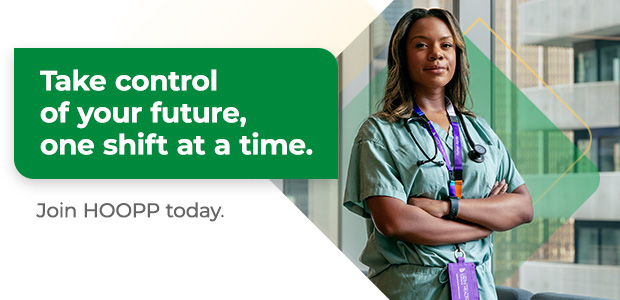 Take control
of your future,
one shift at a time.
Join HOOPP today.